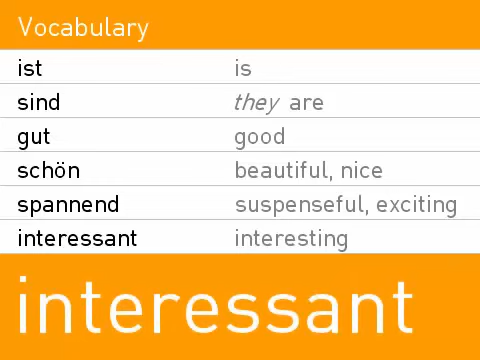 Vocabulary
ist is
sind they are
gut good
schön beautiful, nice
spannend suspenseful, exciting
interessant interesting
interessant